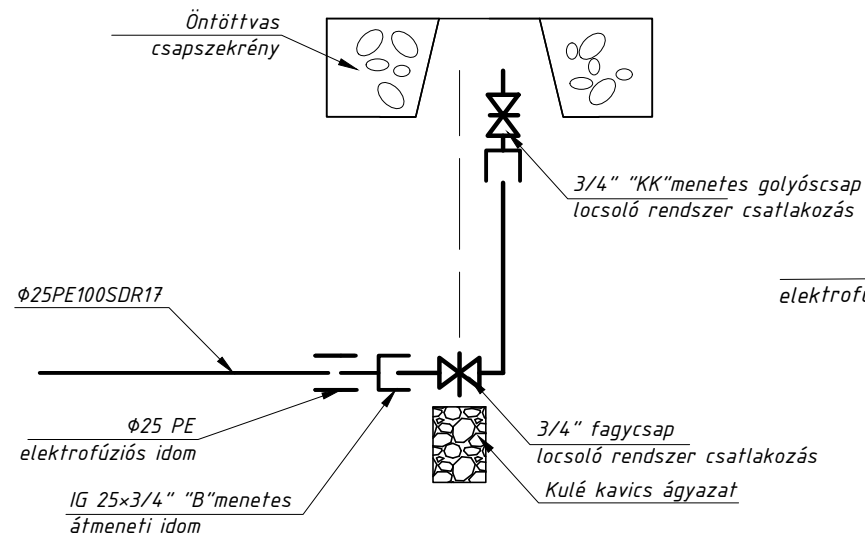 Öntöttvas
csapszekrény
3/4" "KK"menetes golyóscsap
locsoló rendszer csatlakozás
Φ25PE100SDR17
elektrofú
Φ25 PE
elektrofúziós idom
3/4" fagycsap
locsoló rendszer csatlakozás
IG 25×3/4" "B"menetes
átmeneti idom
Kulé kavics ágyazat